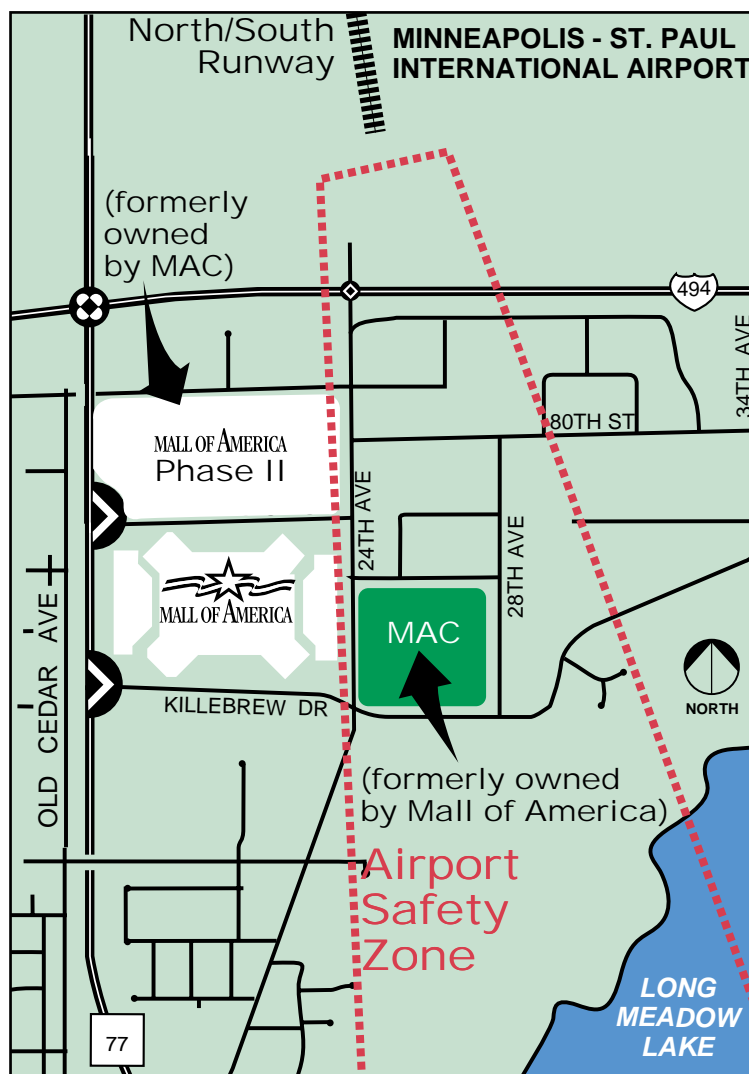 North/South
Runway
MINNEAPOLIS - ST. PAUL
INTERNATIONAL AIRPORT
(formerly
owned
by MAC)
494
34TH AVE
MALL OF AMERICA
Phase II
80TH ST
24TH AVE
28TH AVE
MALL OF AMERICA
MAC
OLD CEDAR AVE
KILLEBREW DR
NORTH
(formerly owned
by Mall of America)
Airport
Safety
Zone
LONG
MEADOW
LAKE
77